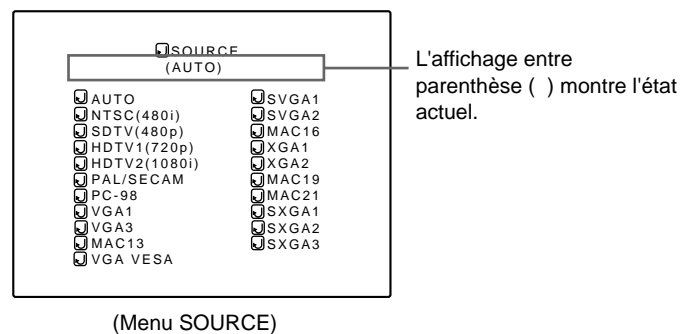 SOURCE
(AUTO)
AUTO
NTSC(480i)
SDTV(480p)
HDTV1(720p)
HDTV2(1080i)
PAL/SECAM
PC-98
VGA1
VGA3
MAC13
VGA VESA
SVGA1
SVGA2
MAC16
XGA1
XGA2
MAC19
MAC21
SXGA1
SXGA2
SXGA3
L'affichage entre
parenthèse ( ) montre l'état
actuel.
(Menu SOURCE)